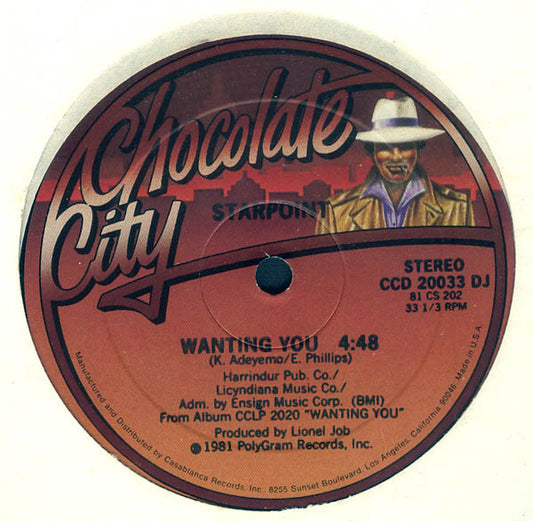 Chocolate
City
STARPOINT
STEREO
CCD 20033 DJ
81 CS 202
33 1/3 RPM
WANTING YOU 4:48
(K. Adeyemo/E. Phillips)
Harrindur Pub. Co./
Licyndiana Music Co./
Adm. by Ensign Music Corp. (BMI)
From Album CCLP 2020 "WANTING YOU"
Produced by Lionel Job
℗ 1981 PolyGram Records, Inc.
Manufactured and Distributed by Casablanca Records, Inc., 8255 Sunset Boulevard, Los Angeles, California 90046. Made in U.S.A.